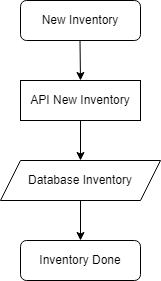 New Inventory
API New Inventory
Database Inventory
Inventory Done